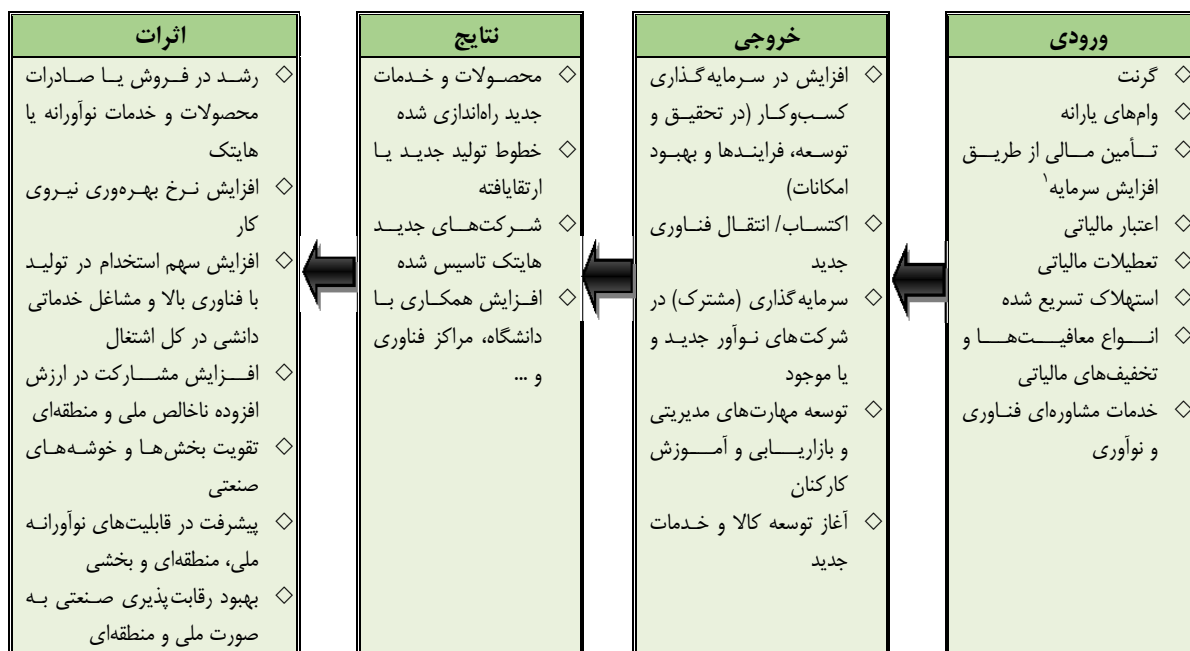 ورودی
◇ گرنت
◇ وام‌های یارانه
◇ تأمین مالی از طریق
افزایش سرمایه۱
◇ اعتبار مالیاتی
◇ تعطیلات مالیاتی
◇ استهلاک تسریع شده
◇ انواع معافیت‌ها و
تخفیف‌های مالیاتی
◇ خدمات مشاوره‌ای فناوری
و نوآوری
خروجی
◇ افزایش در سرمایه‌گذاری
کسب‌وکار (در تحقیق و
توسعه، فرایندها و بهبود
امکانات)
◇ اکتساب/ انتقال فناوری
جدید
◇ سرمایه‌گذاری (مشترک) در
شرکت‌های نوآور جدید و
یا موجود
◇ توسعه مهارت‌های مدیریتی
و بازاریابی و آموزش
کارکنان
◇ آغاز توسعه کالا و خدمات
جدید
نتایج
◇ محصولات و خدمات
جدید راه‌اندازی شده
◇ خطوط تولید جدید یا
ارتقایافته
◇ شرکت‌های جدید
هایتک تاسیس شده
◇ افزایش همکاری با
دانشگاه، مراکز فناوری
و ...
اثرات
◇ رشد در فروش یا صادرات
محصولات و خدمات نوآورانه یا
هایتک
◇ افزایش نرخ بهره‌وری نیروی
کار
◇ افزایش سهم استخدام در تولید
با فناوری بالا و مشاغل خدماتی
دانشی در کل اشتغال
◇ افزایش مشارکت در ارزش
افزوده ناخالص ملی و منطقه‌ای
◇ تقویت بخش‌ها و خوشه‌های
صنعتی
◇ پیشرفت در قابلیت‌های نوآورانه
ملی، منطقه‌ای و بخشی
◇ بهبود رقابت‌پذیری صنعتی به
صورت ملی و منطقه‌ای